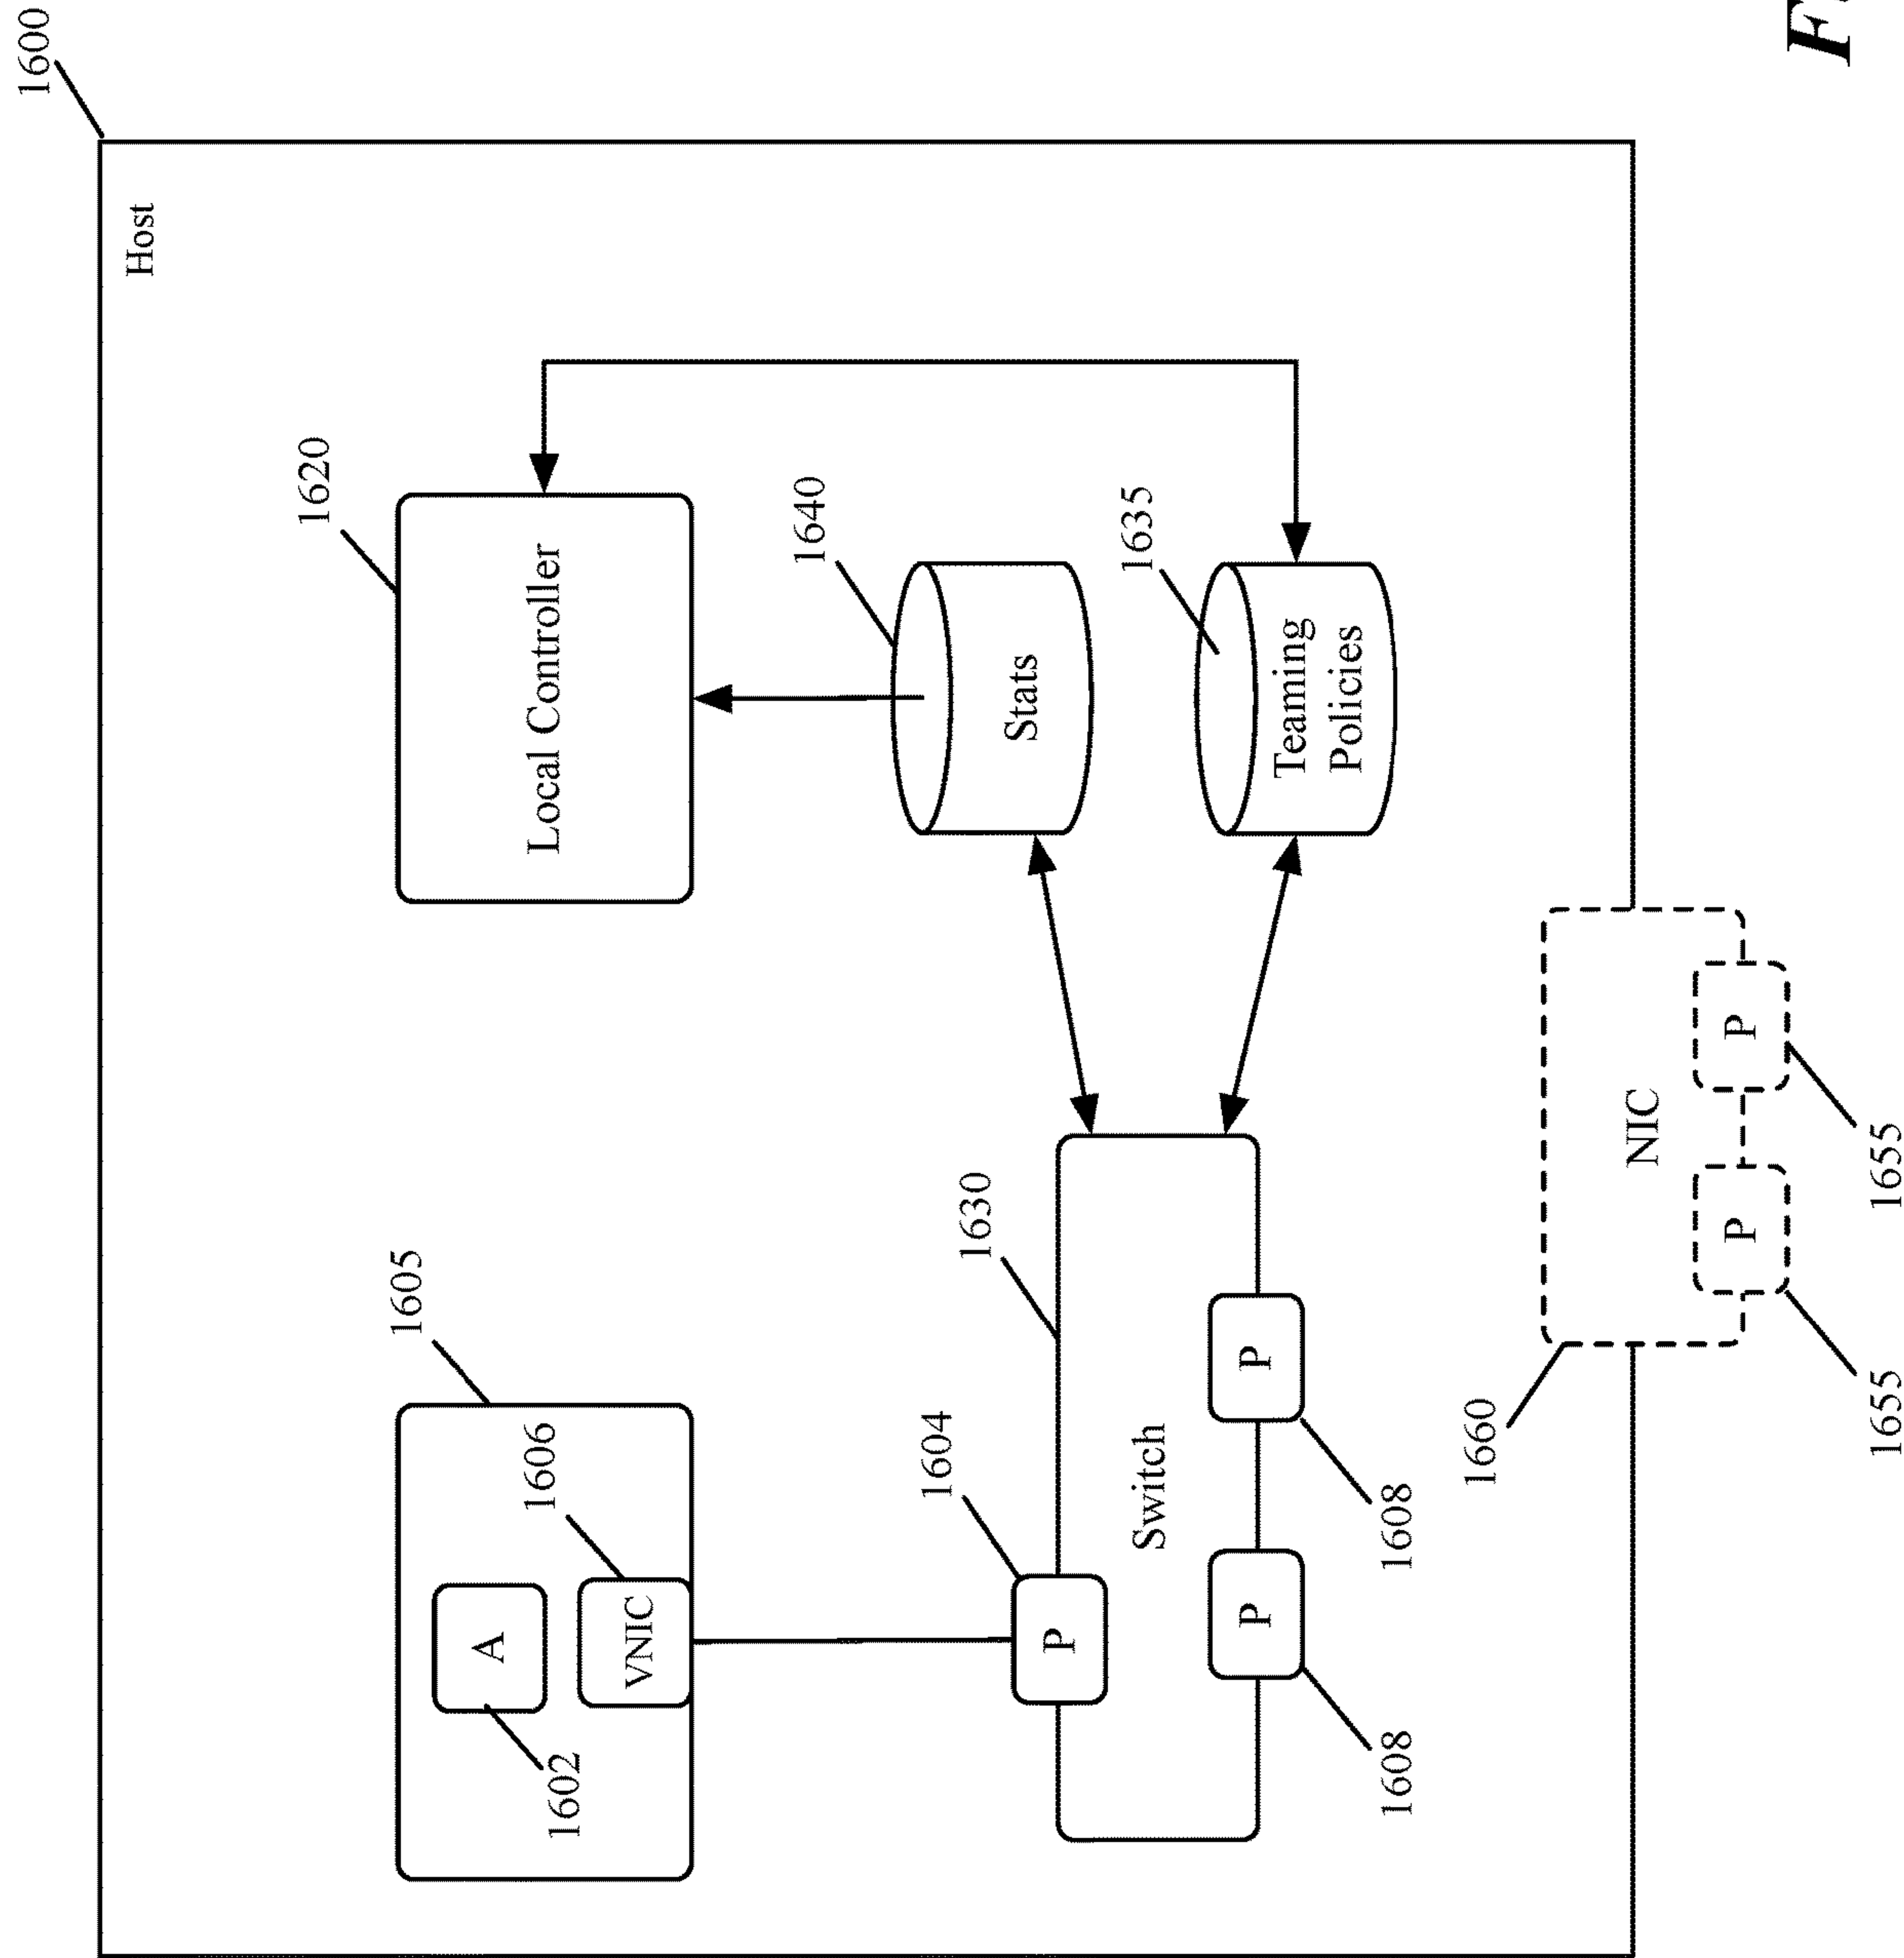 1600
Host
1605
1620
A
1602
1606
VNIC
Local Controller
1604
P
1630
1640
Stats
Switch
1635
Teaming
Policies
P
P
1608
1608
1660
NIC
P
P
1655
1655